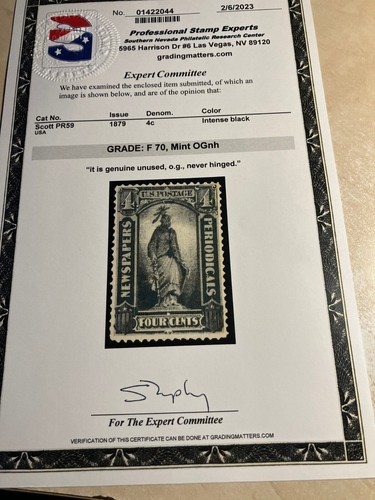 No. 01422044 2/6/2023
Professional Stamp Experts
Southern Nevada Philatelic Research Center
5965 Harrison Dr #6 Las Vegas, NV 89120
gradingmatters.com
Expert Committee
We have examined the enclosed item submitted, of which an
image is shown below, and are of the opinion that:
Cat No. Issue Denom. Color
Scott PR59 1879 4c Intense black
USA
GRADE: F 70, Mint OGnh
"it is genuine unused, o.g., never hinged."
4 U.S. POSTAGE 4
NEWSPAPERS
PERIODICALS
FOUR CENTS
For The Expert Committee
VERIFICATION OF THIS CERTIFICATE CAN BE DONE AT GRADINGMATTERS.COM